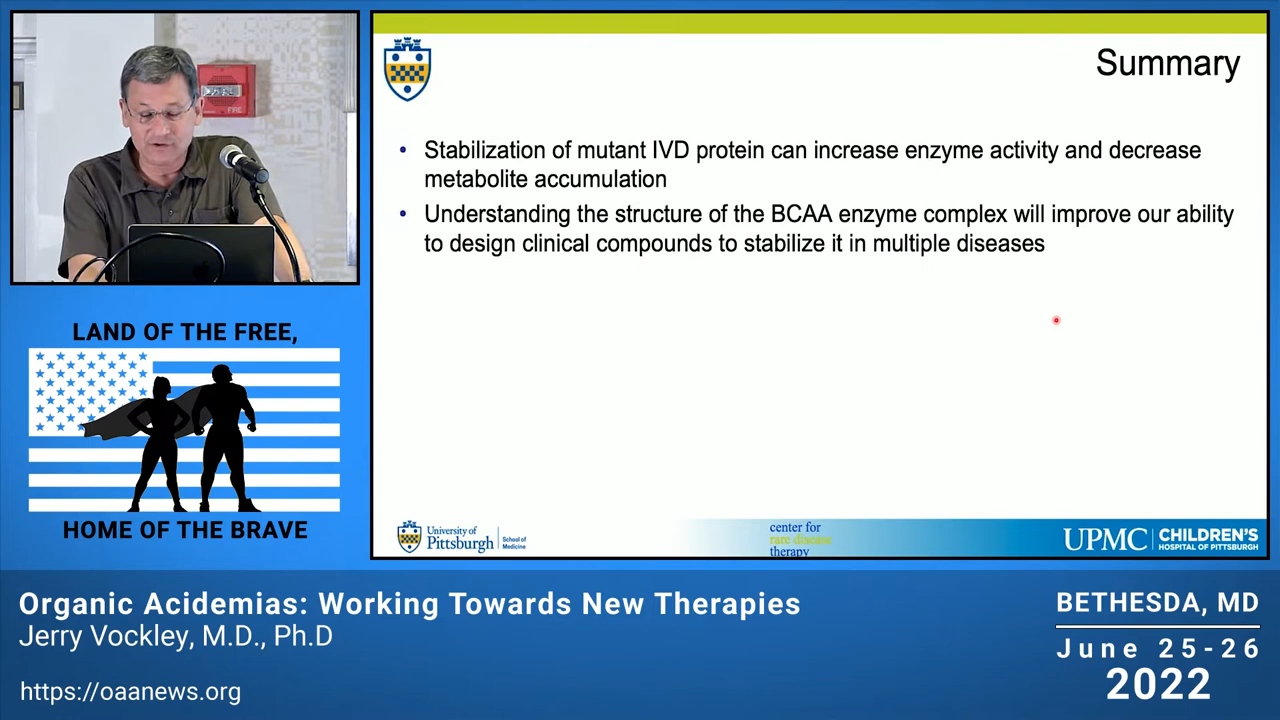 FIRE
LAND OF THE FREE,
HOME OF THE BRAVE
Summary
• Stabilization of mutant IVD protein can increase enzyme activity and decrease
metabolite accumulation
• Understanding the structure of the BCAA enzyme complex will improve our ability
to design clinical compounds to stabilize it in multiple diseases
University of
Pittsburgh
School of
Medicine
center for
rare disease
therapy
UPMC
CHILDREN'S
HOSPITAL OF PITTSBURGH
Organic Acidemias: Working Towards New Therapies
Jerry Vockley, M.D., Ph.D
https://oaanews.org
BETHESDA, MD
June 25-26
2022